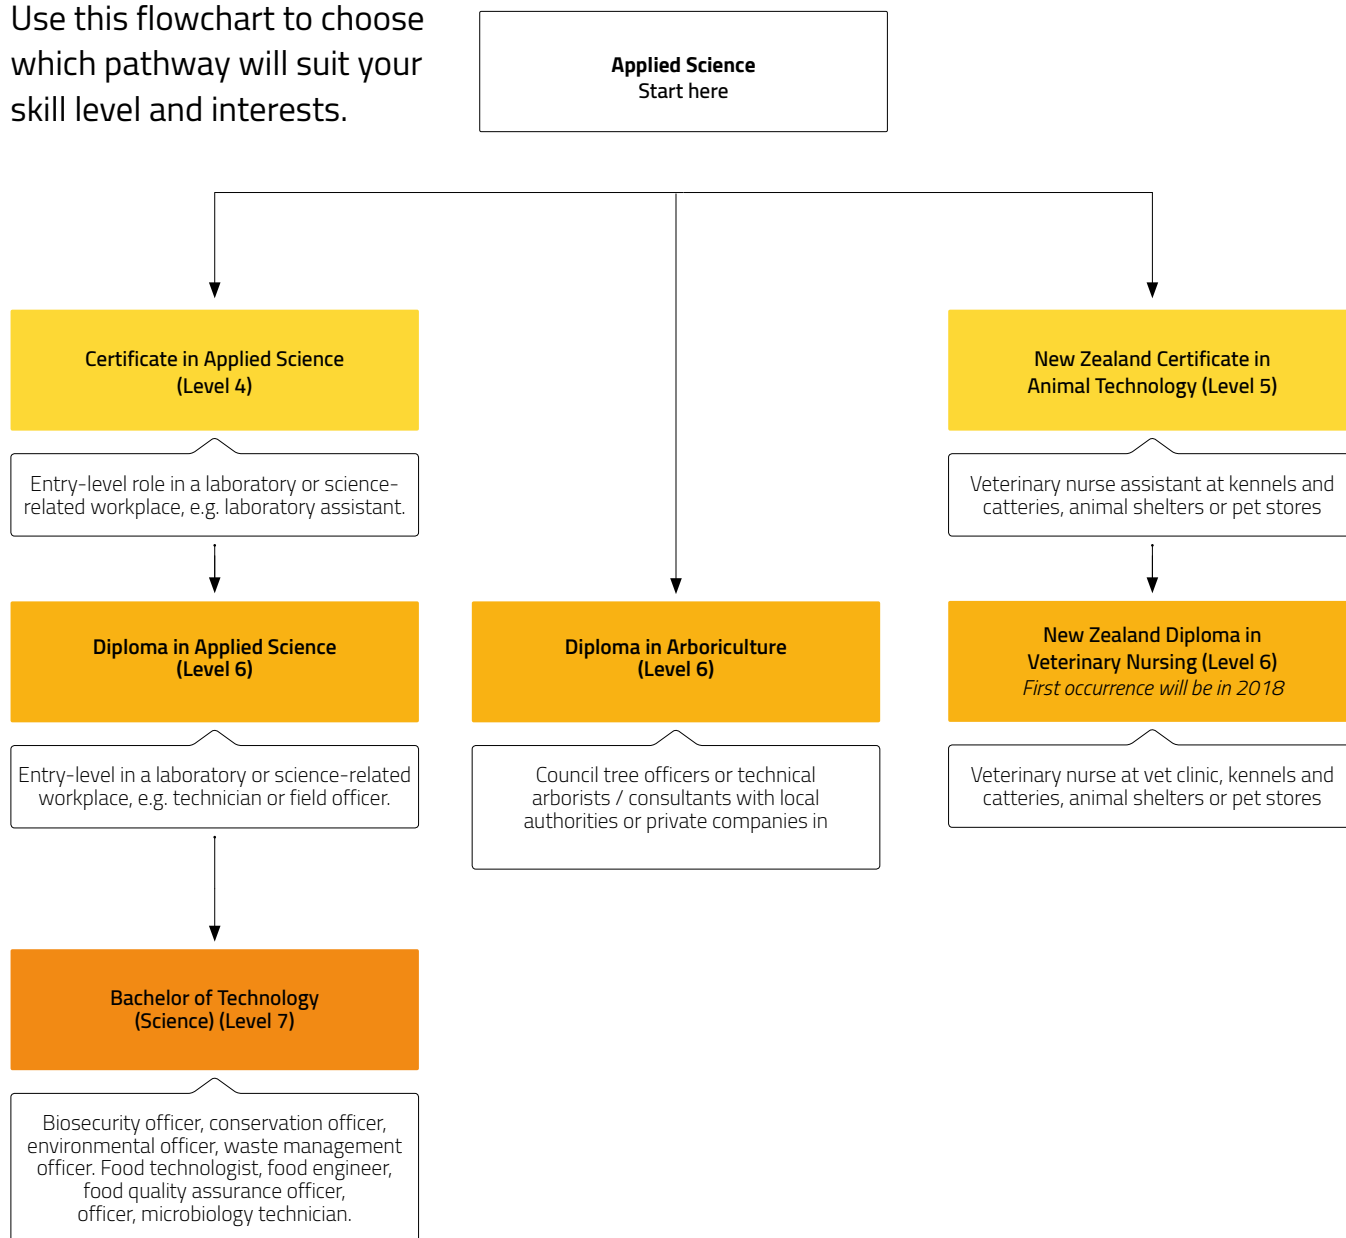 Use this flowchart to choose
which pathway will suit your
skill level and interests.
Applied Science
Start here
Certificate in Applied Science
(Level 4)
New Zealand Certificate in
Animal Technology (Level 5)
Entry-level role in a laboratory or science-
related workplace, e.g. laboratory assistant.
Veterinary nurse assistant at kennels and
catteries, animal shelters or pet stores
Diploma in Applied Science
(Level 6)
Diploma in Arboriculture
(Level 6)
New Zealand Diploma in
Veterinary Nursing (Level 6)
First occurrence will be in 2018
Entry-level in a laboratory or science-related
workplace, e.g. technician or field officer.
Council tree officers or technical
arborists / consultants with local
authorities or private companies in
Veterinary nurse at vet clinic, kennels and
catteries, animal shelters or pet stores
Bachelor of Technology
(Science) (Level 7)
Biosecurity officer, conservation officer,
environmental officer, waste management
officer. Food technologist, food engineer,
food quality assurance officer,
officer, microbiology technician.